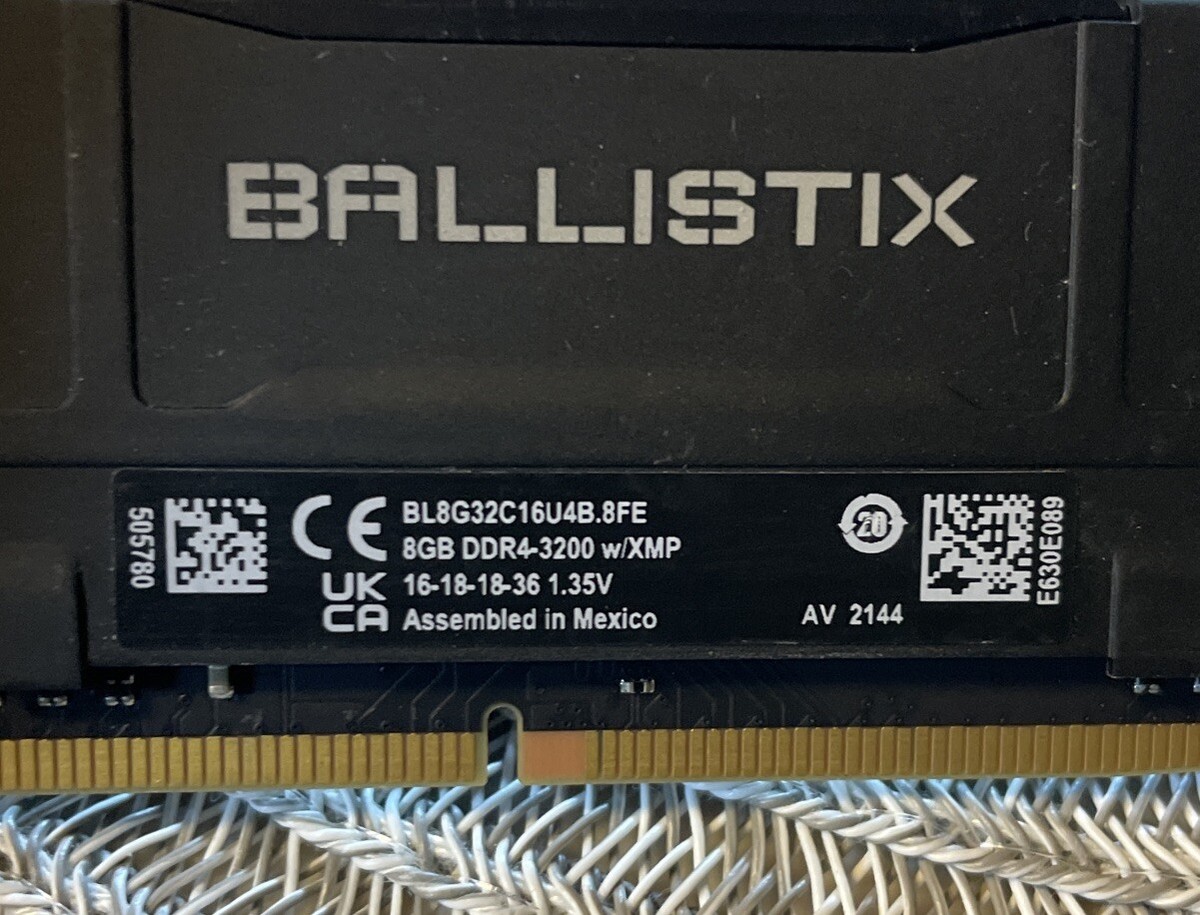 BALLISTIX
505780
CE
UK
CA
BL8G32C16U4B.8FE
8GB DDR4-3200 w/XMP
16-18-18-36 1.35V
Assembled in Mexico
20
AV 2144
E630E089